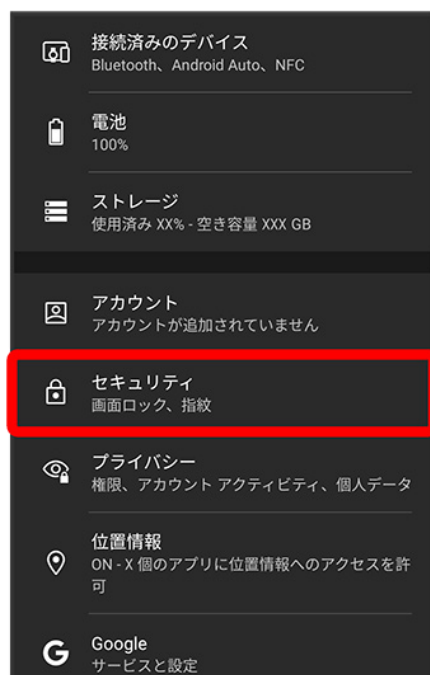 接続済みのデバイス
Bluetooth、Android Auto、NFC
電池
100%
ストレージ
使用済み XX% - 空き容量 XXX GB
アカウント
アカウントが追加されていません
セキュリティ
画面ロック、指紋
プライバシー
権限、アカウント アクティビティ、個人データ
位置情報
ON - X 個のアプリに位置情報へのアクセスを許
可
Google
サービスと設定